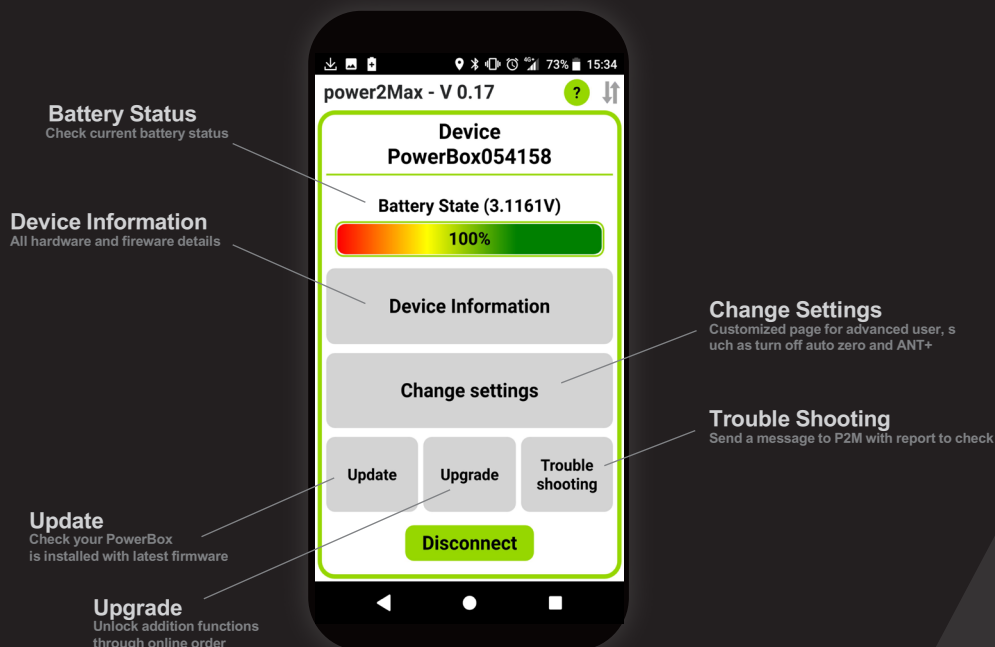 73% 15:34
power2Max - V 0.17 ?
Device
PowerBox054158
Battery State (3.1161V)
100%
Device Information
Change settings
Update
Upgrade
Trouble
shooting
Disconnect
Battery Status
Check current battery status
Device Information
All hardware and fireware details
Update
Check your PowerBox
is installed with latest firmware
Upgrade
Unlock addition functions
through online order
Change Settings
Customized page for advanced user, s
uch as turn off auto zero and ANT+
Trouble Shooting
Send a message to P2M with report to check